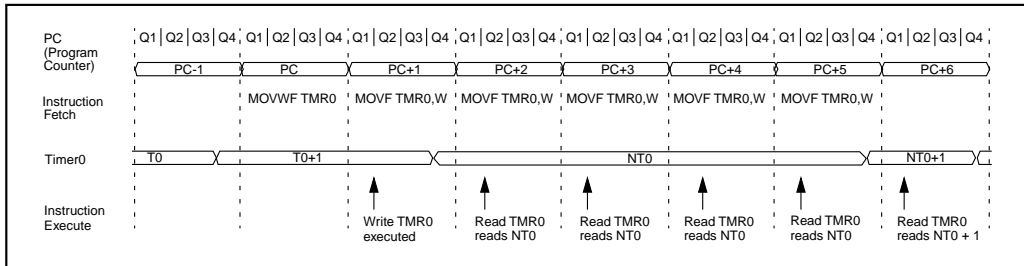 PC
(Program
Counter)
Q1 Q2 Q3 Q4 Q1 Q2 Q3 Q4 Q1 Q2 Q3 Q4 Q1 Q2 Q3 Q4 Q1 Q2 Q3 Q4 Q1 Q2 Q3 Q4 Q1 Q2 Q3 Q4 Q1 Q2 Q3 Q4
PC-1 PC PC+1 PC+2 PC+3 PC+4 PC+5 PC+6
Instruction
Fetch
MOVWF TMR0 MOVF TMR0,W MOVF TMR0,W MOVF TMR0,W MOVF TMR0,W MOVF TMR0,W
Timer0
T0 T0+1 NT0 NT0+1
Instruction
Execute
Write TMR0
executed
Read TMR0
reads NT0
Read TMR0
reads NT0
Read TMR0
reads NT0
Read TMR0
reads NT0
Read TMR0
reads NT0 + 1